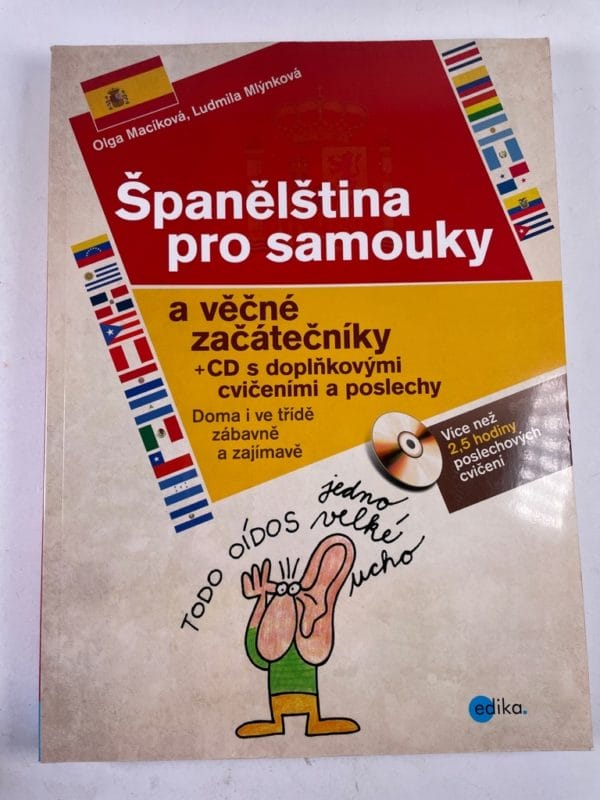 Olga Macíková, Ludmila Mlýnková
Španělština
pro samouky
a věčné
začátečníky
+ CD s doplňkovými
cvičeními a poslechy
Doma i ve třídě
zábavně
a zajímavě
Více než
2,5 hodiny
poslechových
cvičení
TODO OÍDOS
jedno
velké
ucho
edika.